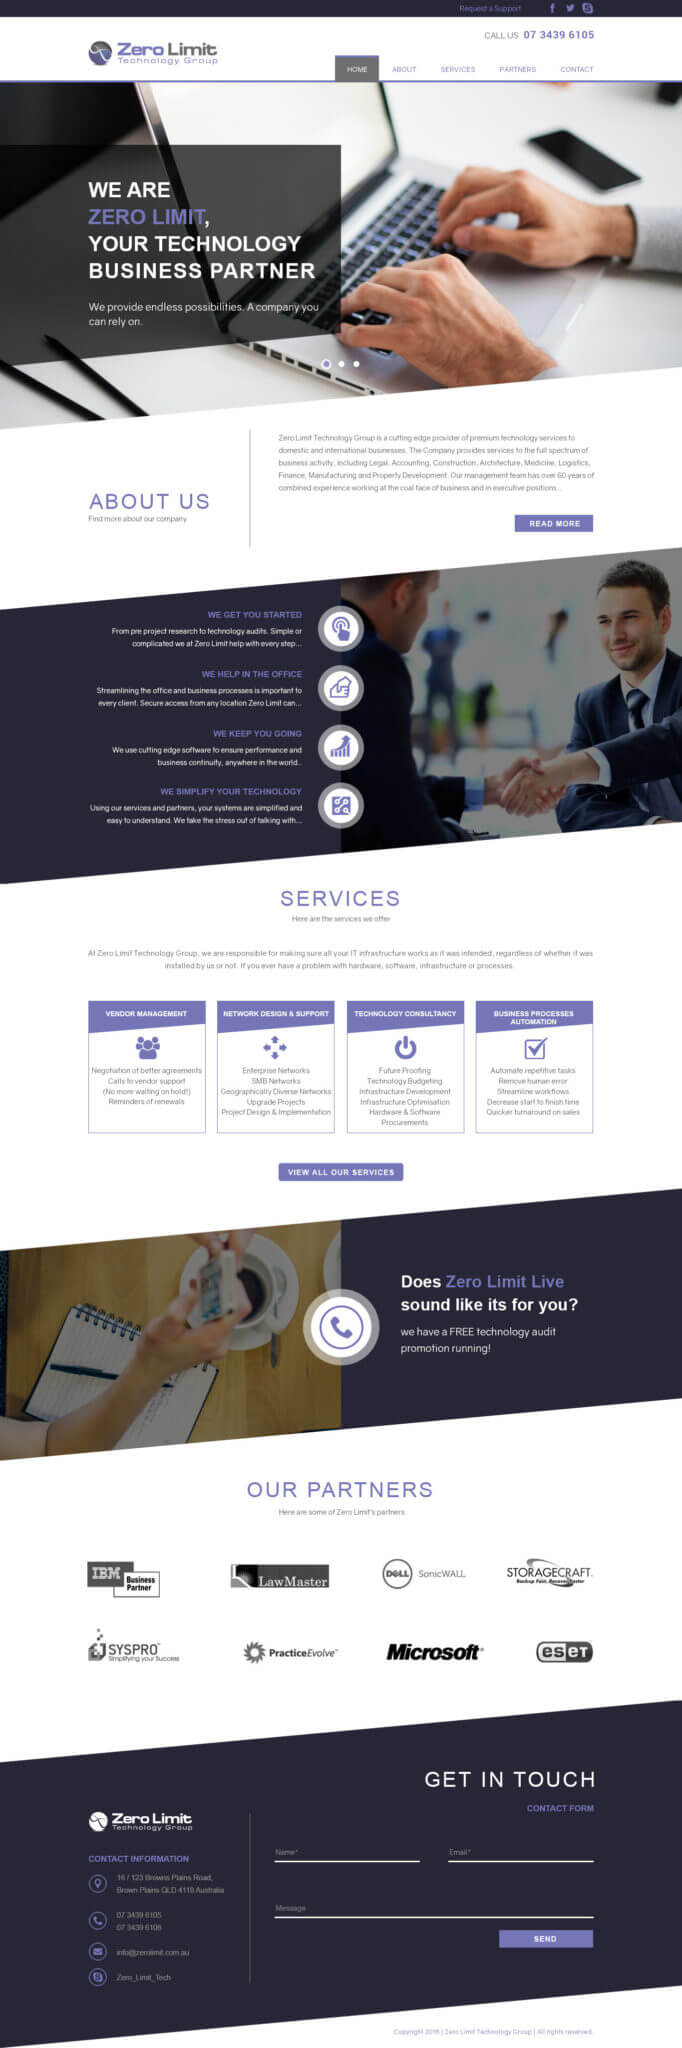 Request a Support
CALL US 07 3439 6105
Zero Limit
Technology Group
HOME ABOUT SERVICES PARTNERS CONTACT
WE ARE
ZERO LIMIT,
YOUR TECHNOLOGY
BUSINESS PARTNER
We provide endless possibilities. A company you
can rely on.
ABOUT US
Find more about our company
Zero Limit Technology Group is a cutting edge provider of premium technology services to
domestic and international businesses. The Company provides services to the full spectrum of
business activity, including Legal, Accounting, Construction, Architecture, Medicine, Logistics,
Finance, Manufacturing and Property Development. Our management team has over 60 years of
combined experience working at the coal face of business and in executive positions...
READ MORE
WE GET YOU STARTED
From pre project research to technology audits. Simple or
complicated we at Zero Limit help with every step...
WE HELP IN THE OFFICE
Streamlining the office and business processes is important to
every client. Secure access from any location Zero Limit can...
WE KEEP YOU GOING
We use cutting edge software to ensure performance and
business continuity, anywhere in the world..
WE SIMPLIFY YOUR TECHNOLOGY
Using our services and partners, your systems are simplified and
easy to understand. We take the stress out of talking with...
SERVICES
Here are the services we offer
At Zero Limit Technology Group, we are responsible for making sure all your IT infrastructure works as it was intended, regardless of whether it was
installed by us or not. If you ever have a problem with hardware, software, infrastructure or processes.
VENDOR MANAGEMENT
Negotiation of better agreements
Calls to vendor support
(No more waiting on hold!)
Reminders of renewals
NETWORK DESIGN & SUPPORT
Enterprise Networks
SMB Networks
Geographically Diverse Networks
Upgrade Projects
Project Design & Implementation
TECHNOLOGY CONSULTANCY
Future Proofing
Technology Budgeting
Infrastructure Development
Infrastructure Optimisation
Hardware & Software
Procurements
BUSINESS PROCESSES
AUTOMATION
Automate repetitive tasks
Remove human error
Streamline workflows
Decrease start to finish time
Quicker turnaround on sales
VIEW ALL OUR SERVICES
Does Zero Limit Live
sound like its for you?
we have a FREE technology audit
promotion running!
OUR PARTNERS
Here are some of Zero Limit's partners
IBM Business
Partner
LawMaster
DELL SonicWALL
STORAGECRAFT
Backup Fast, Recover Faster
SYSPRO™
Simplifying your Success
PracticeEvolve™
Microsoft®
eseT
GET IN TOUCH
CONTACT FORM
Zero Limit
Technology Group
CONTACT INFORMATION
16 / 123 Browns Plains Road,
Brown Plains QLD 4118 Australia
07 3439 6105
07 3439 6106
info@zerolimit.com.au
Zero_Limit_Tech
Name*
Email*
Message
SEND
Copyright 2016 | Zero Limit Technology Group | All rights reserved.